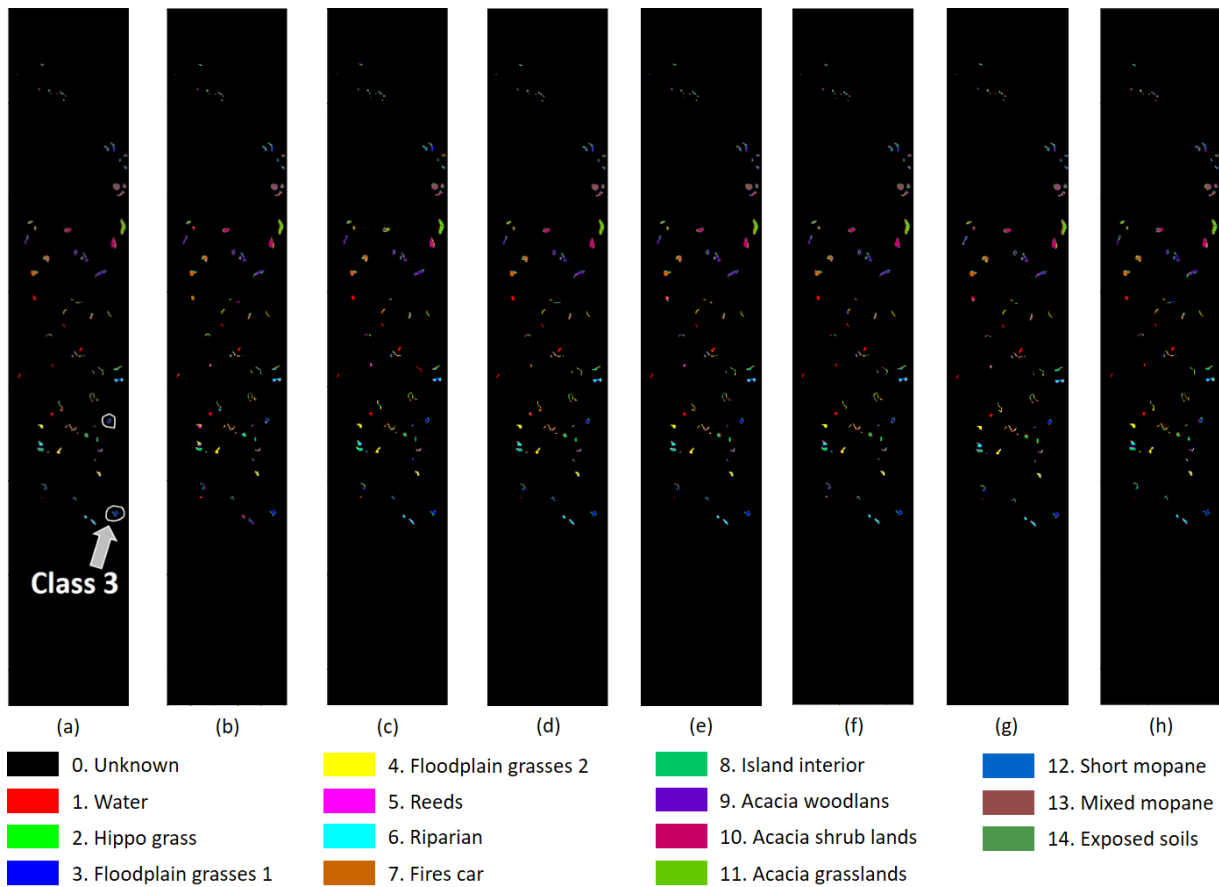 Class 3
(a) (b) (c) (d) (e) (f) (g) (h)
0. Unknown 4. Floodplain grasses 2 8. Island interior 12. Short mopane
1. Water 5. Reeds 9. Acacia woodlans 13. Mixed mopane
2. Hippo grass 6. Riparian 10. Acacia shrub lands 14. Exposed soils
3. Floodplain grasses 1 7. Fires car 11. Acacia grasslands